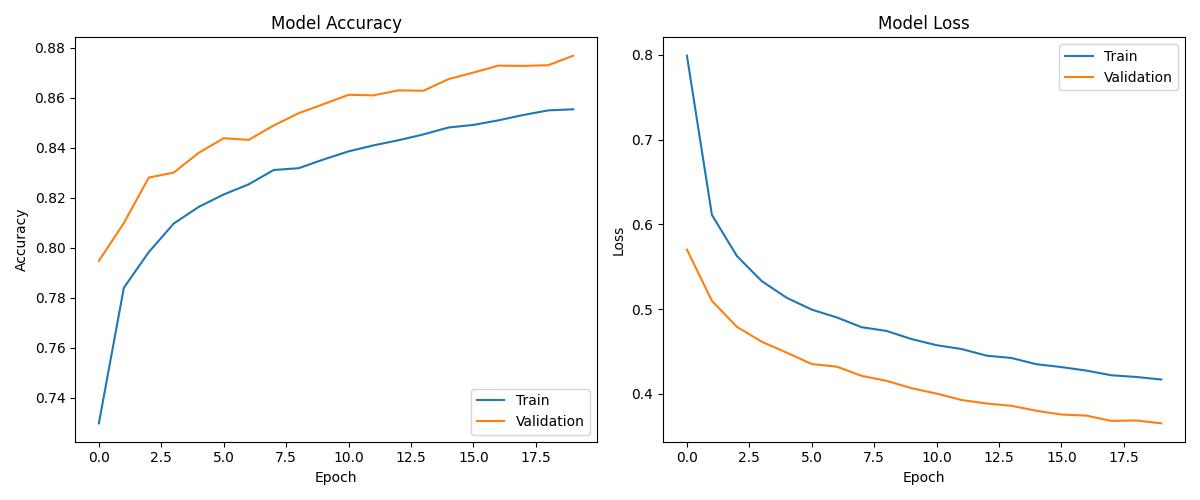 Model Accuracy
0.88
0.86
0.84
0.82
0.80
0.78
0.76
0.74
Accuracy
Train
Validation
0.0 2.5 5.0 7.5 10.0 12.5 15.0 17.5
Epoch
Model Loss
0.8
0.7
0.6
0.5
0.4
Loss
Train
Validation
0.0 2.5 5.0 7.5 10.0 12.5 15.0 17.5
Epoch